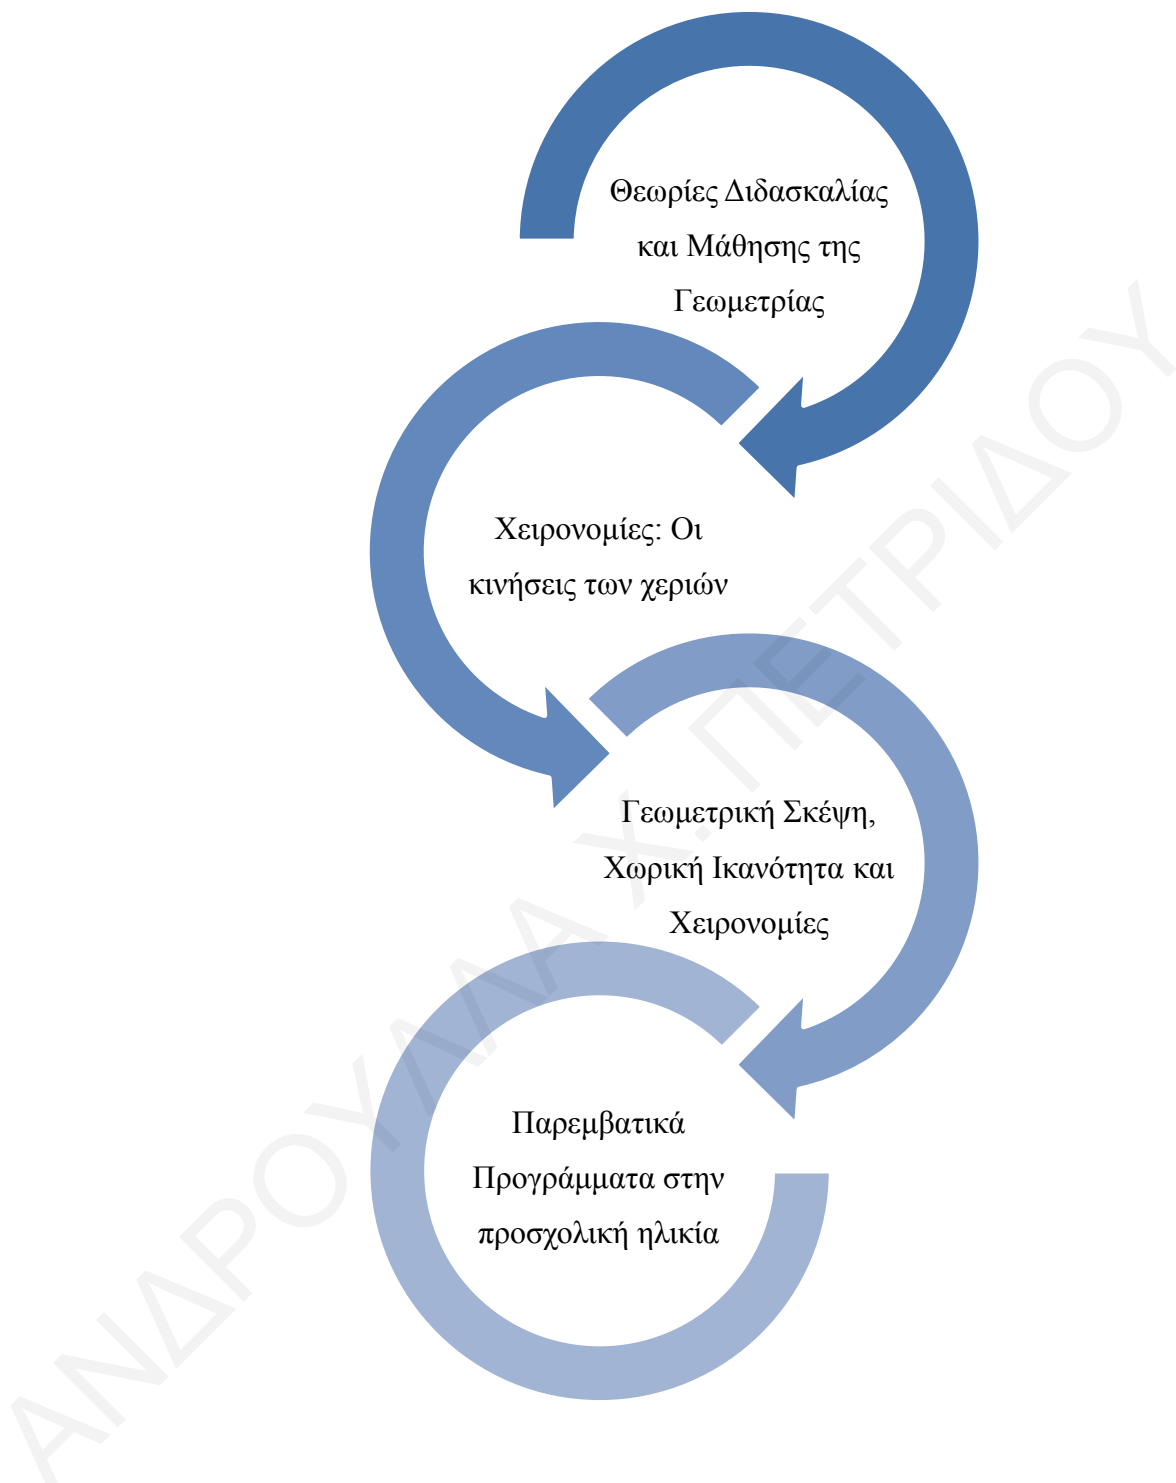 Θεωρίες Διδασκαλίας
και Μάθησης της
Γεωμετρίας
Χειρονομίες: Οι
κινήσεις των χεριών
Γεωμετρική Σκέψη,
Χωρική Ικανότητα και
Χειρονομίες
Παρεμβατικά
Προγράμματα στην
προσχολική ηλικία
ΑΝΔΡΟΥΛΛΑ Χ. ΠΕΤΡΙΔΟΥ